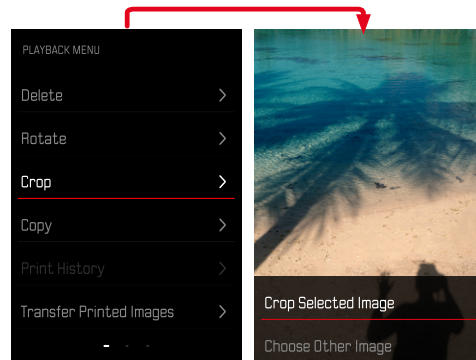 PLAYBACK MENU
Delete
Rotate
Crop
Copy
Print History
Transfer Printed Images
Crop Selected Image
Choose Other Image